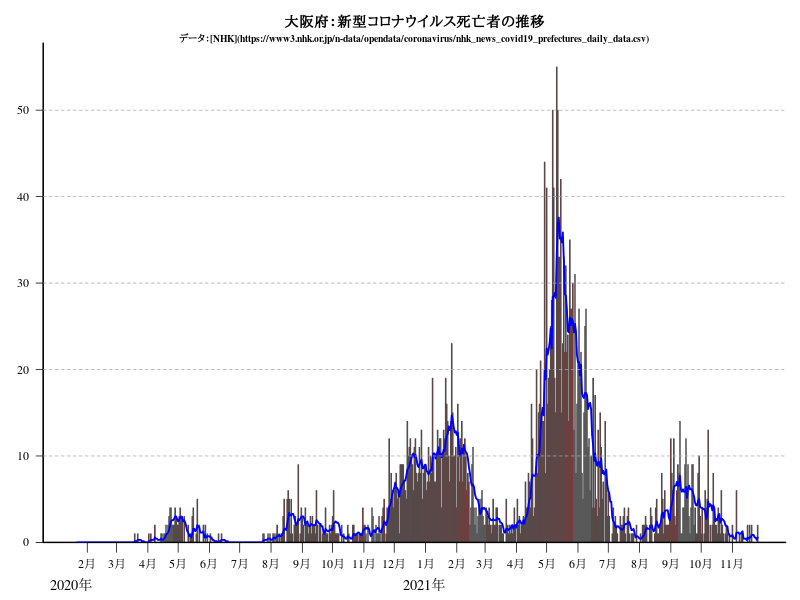 大阪府：新型コロナウイルス死亡者の推移
データ：[NHK](https://www3.nhk.or.jp/n-data/opendata/coronavirus/nhk_news_covid19_prefectures_daily_data.csv)
50
40
30
20
10
0
2月 3月 4月 5月 6月 7月 8月 9月 10月 11月 12月 1月 2月 3月 4月 5月 6月 7月 8月 9月 10月 11月
2020年 2021年